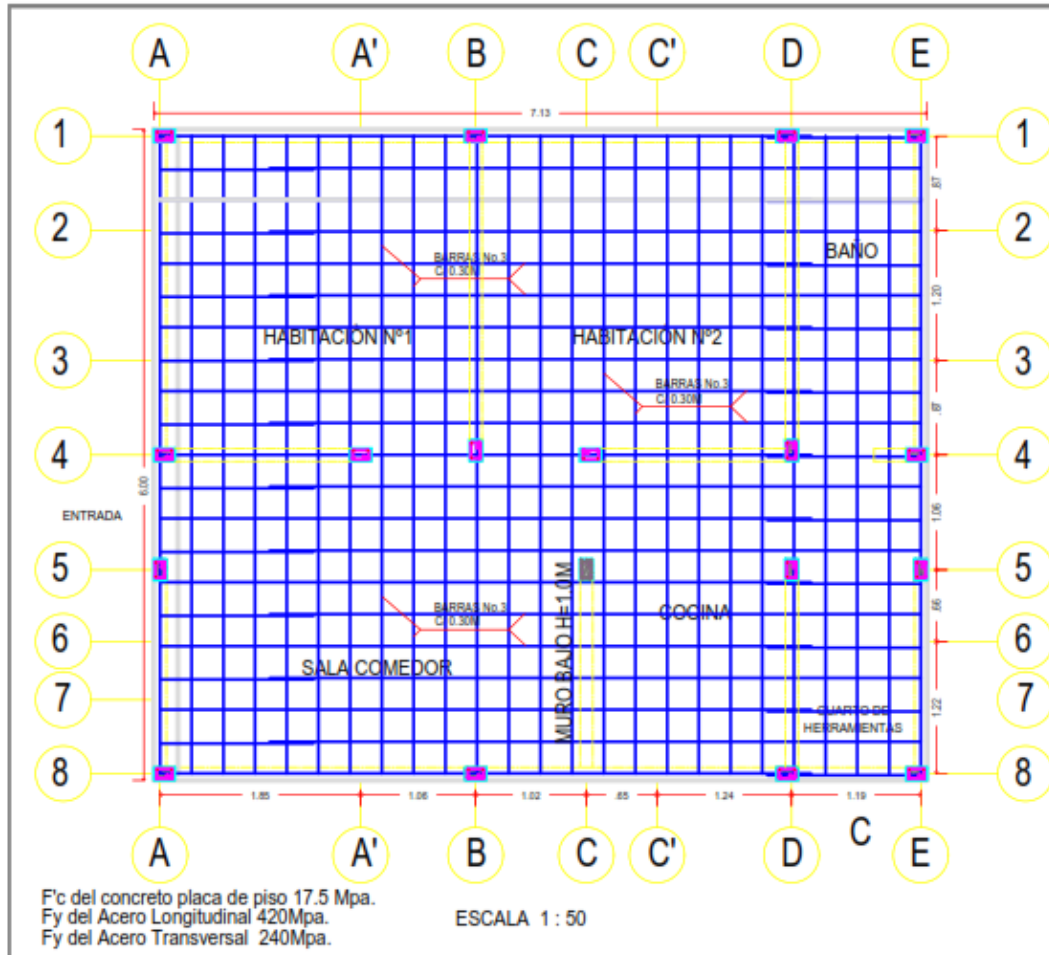 A A' B C C' D E
7.13
1 1
.87
2 2
BAÑO
BARRAS No.3
C/ 0.30M
1.20
HABITACIÓN Nº1 HABITACIÓN Nº2
3 3
BARRAS No.3
C/ 0.30M
.87
4 4
6.00
1.06
ENTRADA
5 5
MURO BAJO H=1.0M
BARRAS No.3
C/ 0.30M
COCINA
.66
6 6
SALA COMEDOR
7 7
1.22
CUARTO DE
HERRAMIENTAS
8 8
1.85 1.06 1.02 .65 1.24 1.19
C
A A' B C C' D E
F'c del concreto placa de piso 17.5 Mpa.
Fy del Acero Longitudinal 420Mpa.
Fy del Acero Transversal 240Mpa.
ESCALA 1 : 50